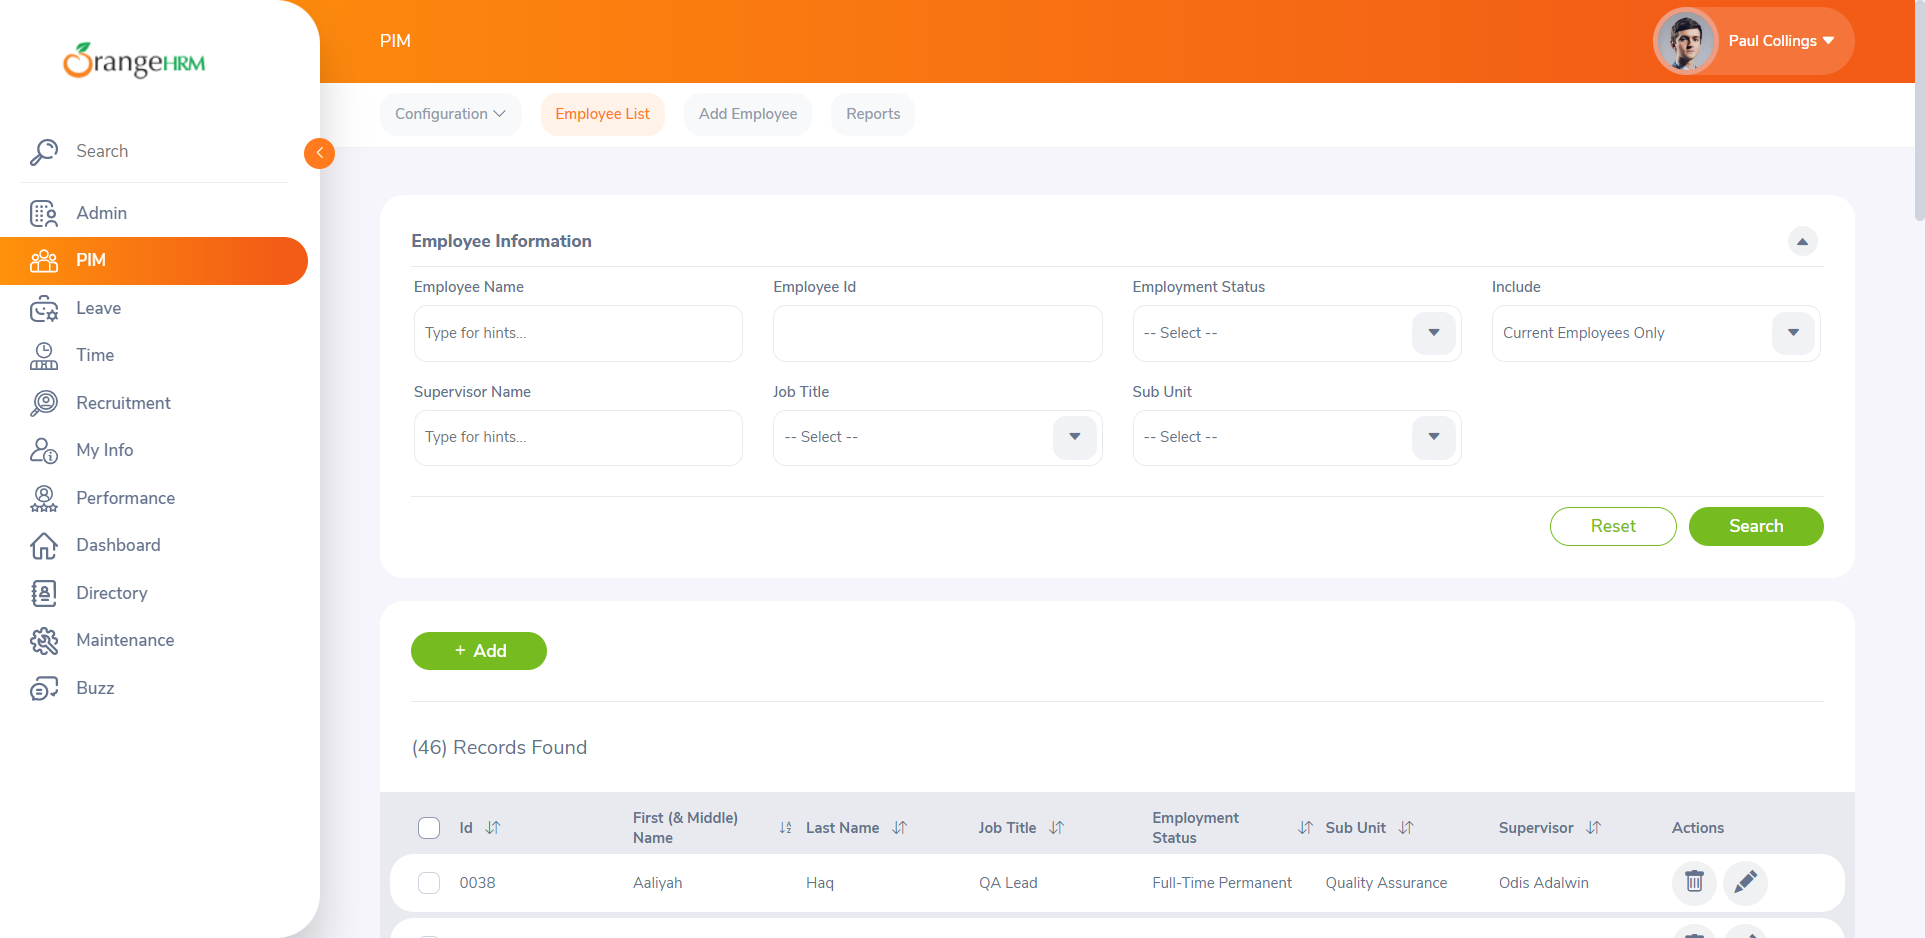 OrangeHRM
PIM
Paul Collings
Configuration
Employee List
Add Employee
Reports
Search
Admin
PIM
Leave
Time
Recruitment
My Info
Performance
Dashboard
Directory
Maintenance
Buzz
Employee Information
Employee Name
Employee Id
Employment Status
Include
Type for hints...
-- Select --
Current Employees Only
Supervisor Name
Job Title
Sub Unit
Type for hints...
-- Select --
-- Select --
Reset
Search
+ Add
(46) Records Found
Id
First (& Middle)
Name
Last Name
Job Title
Employment
Status
Sub Unit
Supervisor
Actions
0038
Aaliyah
Haq
QA Lead
Full-Time Permanent
Quality Assurance
Odis Adalwin